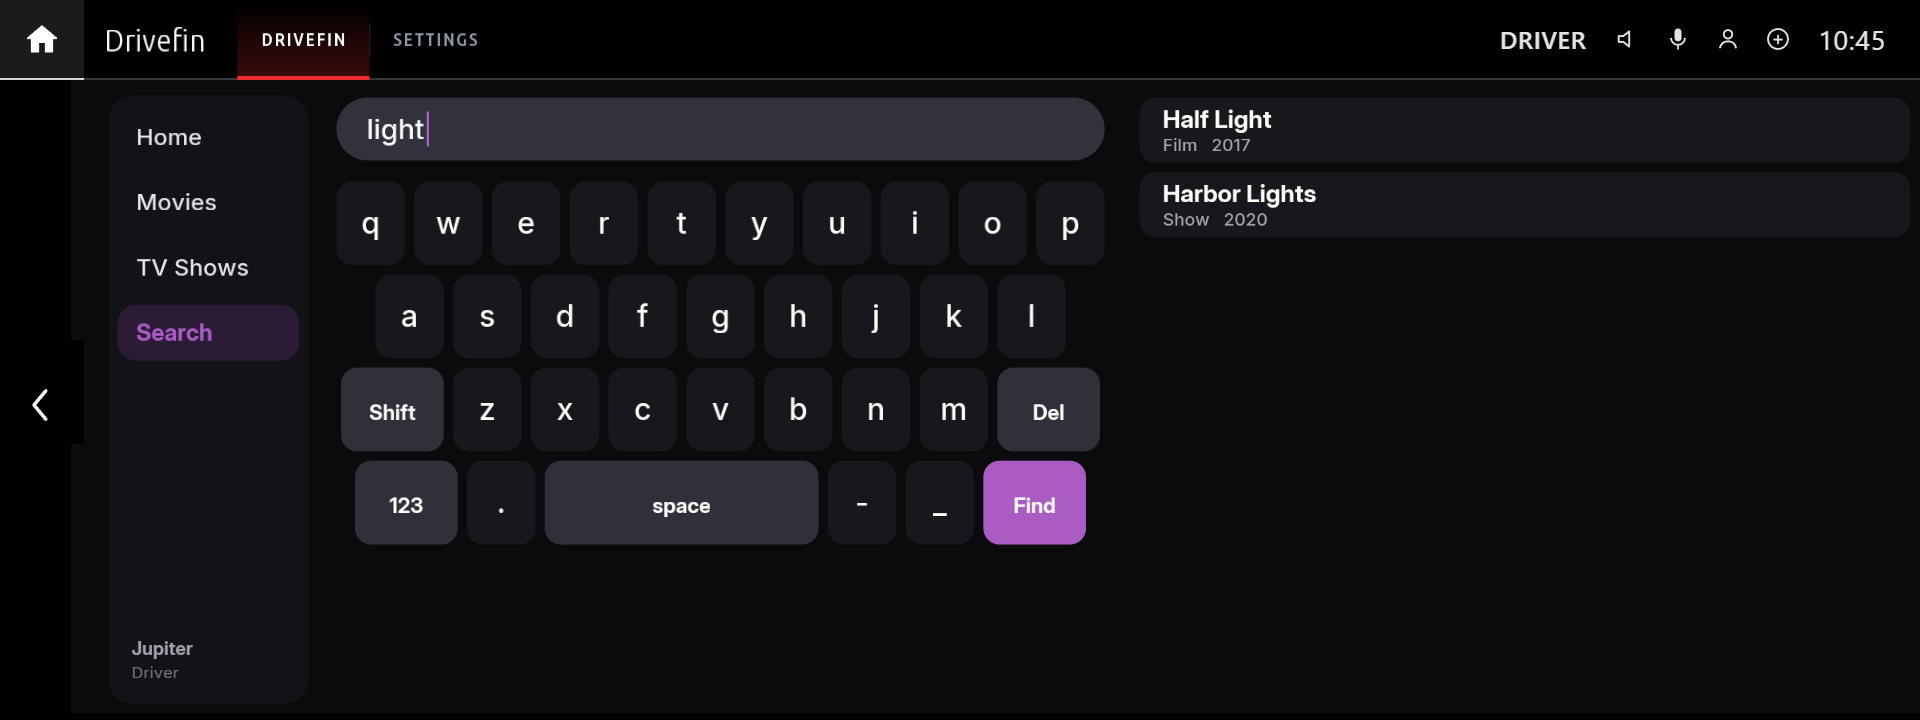 Drivefin
DRIVEFIN
SETTINGS
DRIVER
10:45
Home
Movies
TV Shows
Search
Jupiter
Driver
light
q w e r t y u i o p
a s d f g h j k l
Shift z x c v b n m Del
123 . space - _ Find
Half Light
Film 2017
Harbor Lights
Show 2020